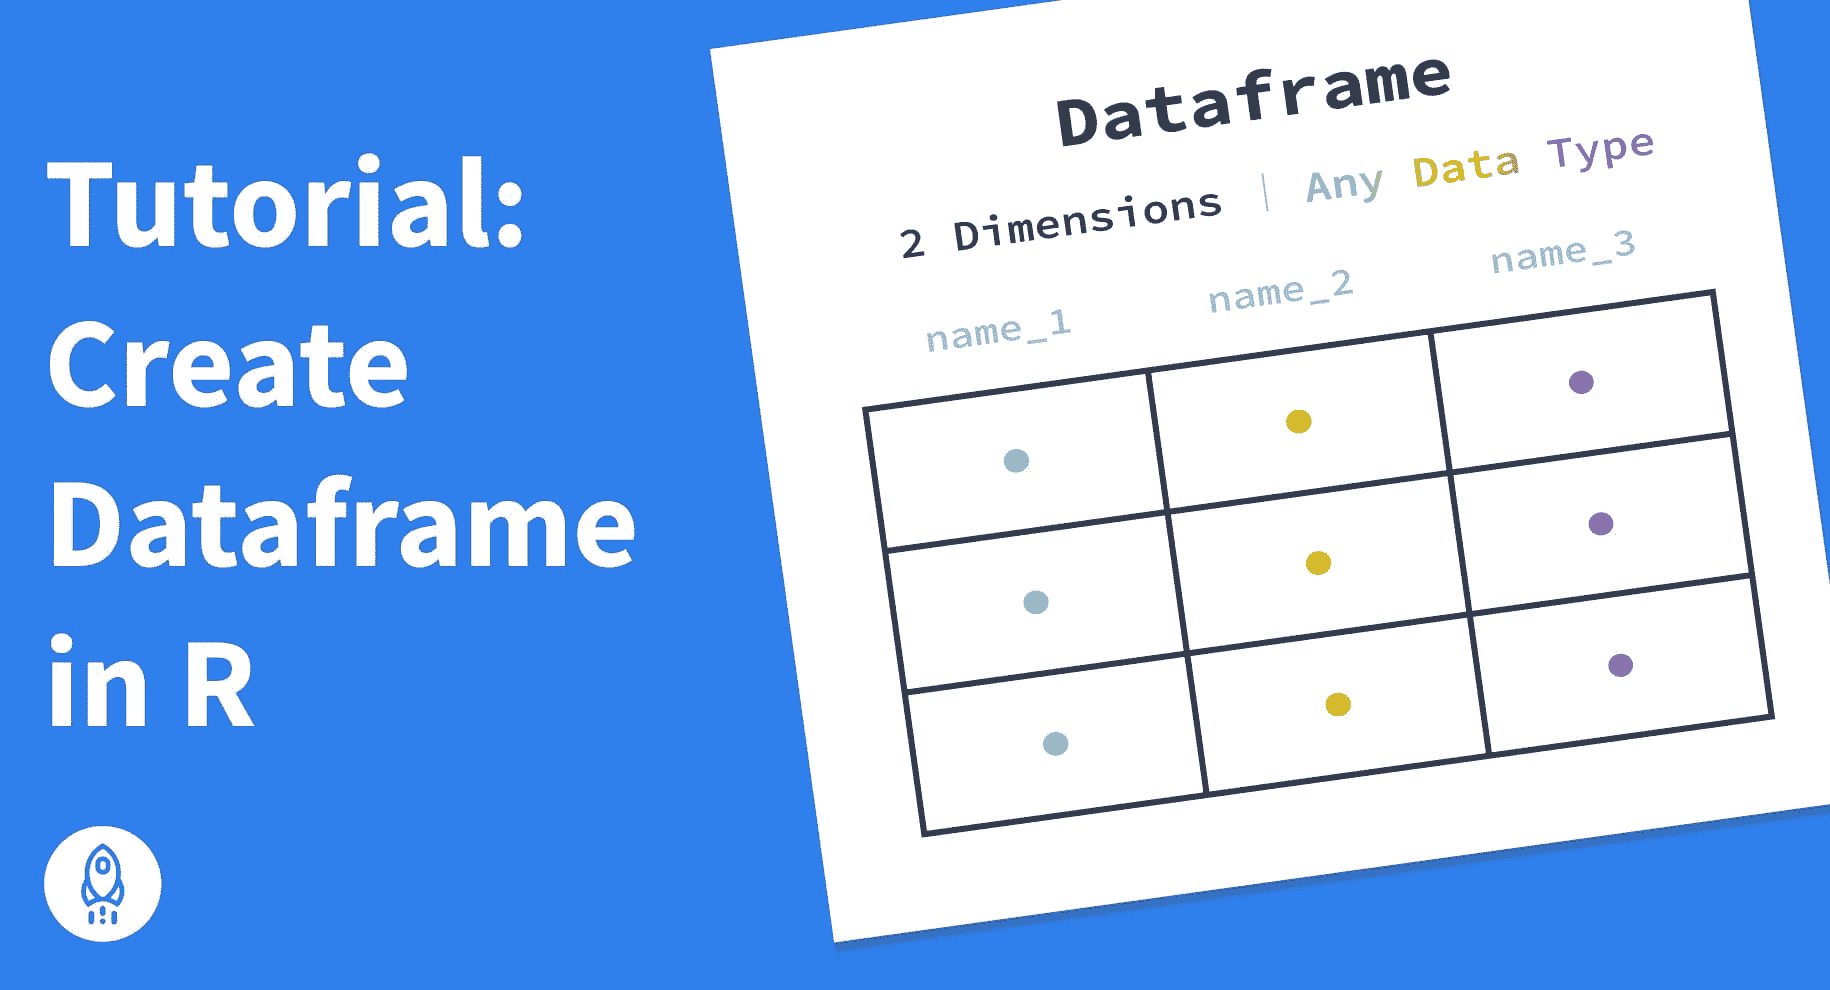 Tutorial:
Create
Dataframe
in R
Dataframe
2 Dimensions | Any Data Type
name_1 name_2 name_3